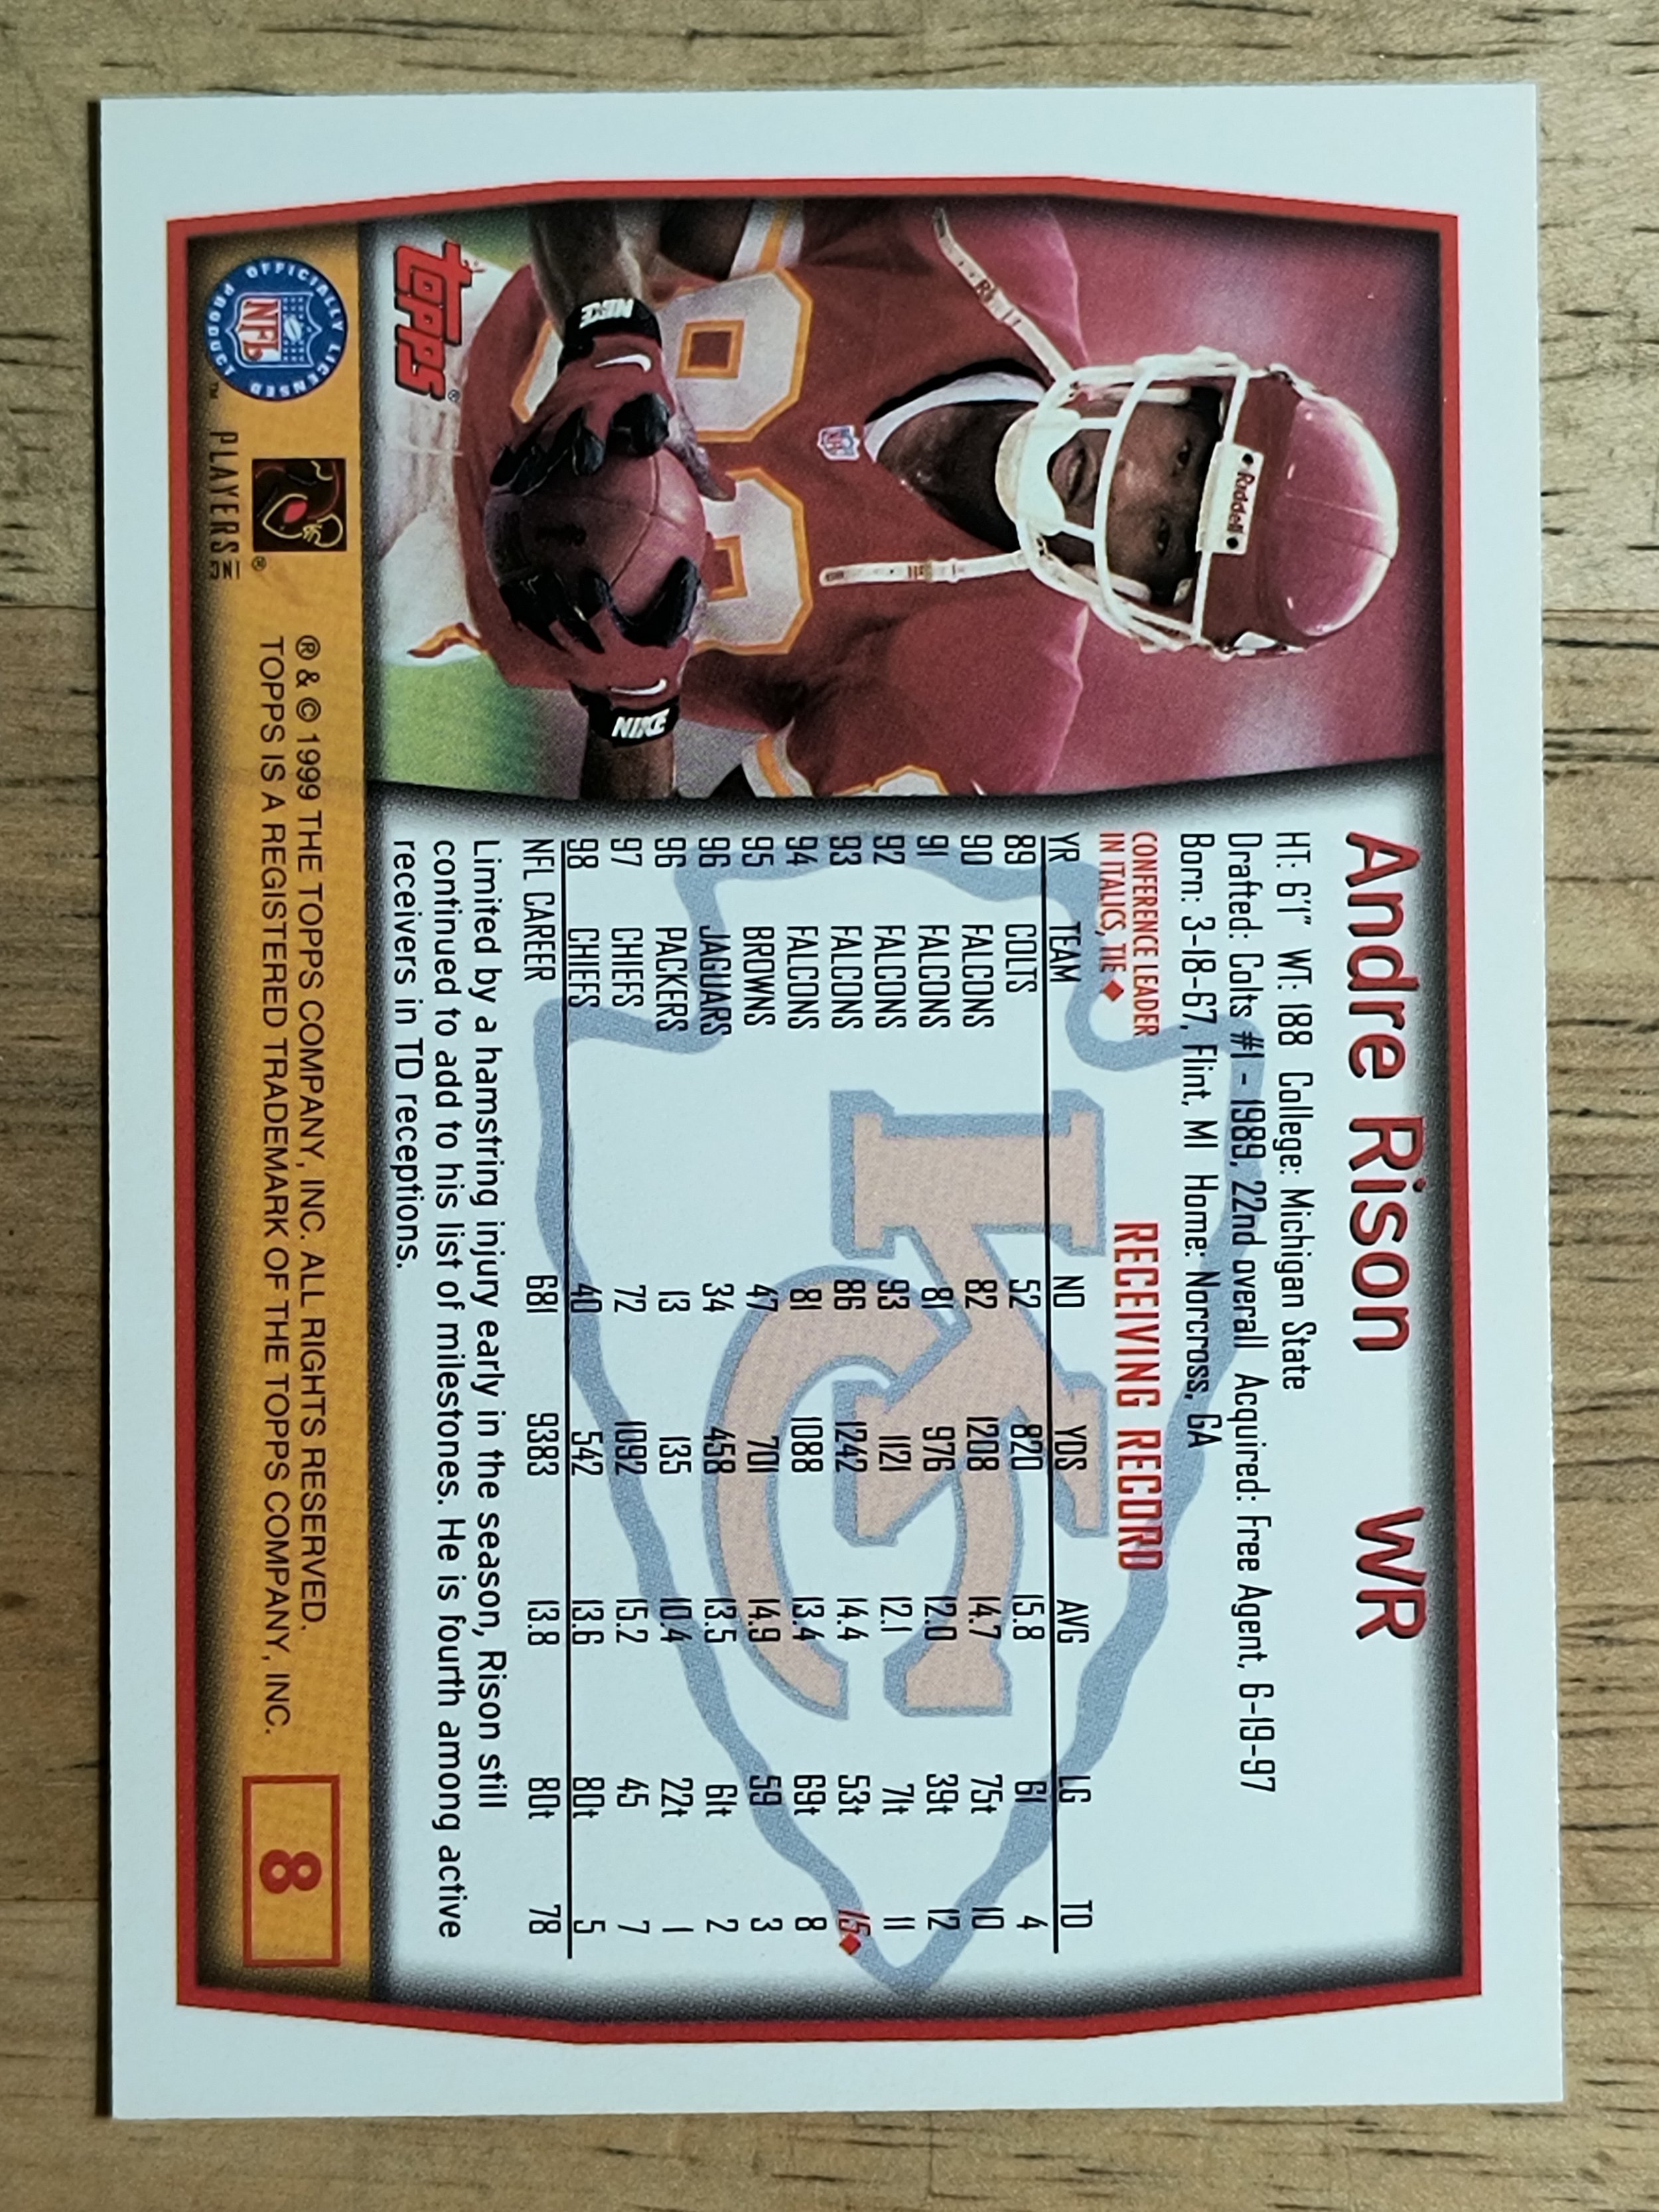 Andre Rison WR
HT: 6'1" WT: 188 College: Michigan State
Drafted: Colts #1 - 1989, 22nd overall Acquired: Free Agent, 6-19-97
Born: 3-18-67, Flint, MI Home: Norcross, GA
CONFERENCE LEADER
IN ITALICS, TIE ◆
RECEIVING RECORD
YR TEAM NO YDS AVG LG TD
89 COLTS 52 820 15.8 61 4
90 FALCONS 82 1208 14.7 75t 10
91 FALCONS 81 976 12.0 39t 12
92 FALCONS 93 1121 12.1 71t 11
93 FALCONS 86 1242 14.4 53t 15◆
94 FALCONS 81 1088 13.4 69t 8
95 BROWNS 47 701 14.9 59 3
96 JAGUARS 34 458 13.5 61t 2
96 PACKERS 13 135 10.4 22t 1
97 CHIEFS 72 1092 15.2 45 7
98 CHIEFS 40 542 13.6 80t 5
NFL CAREER 681 9383 13.8 80t 78
Limited by a hamstring injury early in the season, Rison still
continued to add to his list of milestones. He is fourth among active
receivers in TD receptions.
KC
Riddell
R
NFL
80
NIKE
NIKE
Topps®
OFFICIALLY LICENSED PRODUCT
NFL
™
®
PLAYERS INC
® & © 1999 THE TOPPS COMPANY, INC. ALL RIGHTS RESERVED.
TOPPS IS A REGISTERED TRADEMARK OF THE TOPPS COMPANY, INC.
8